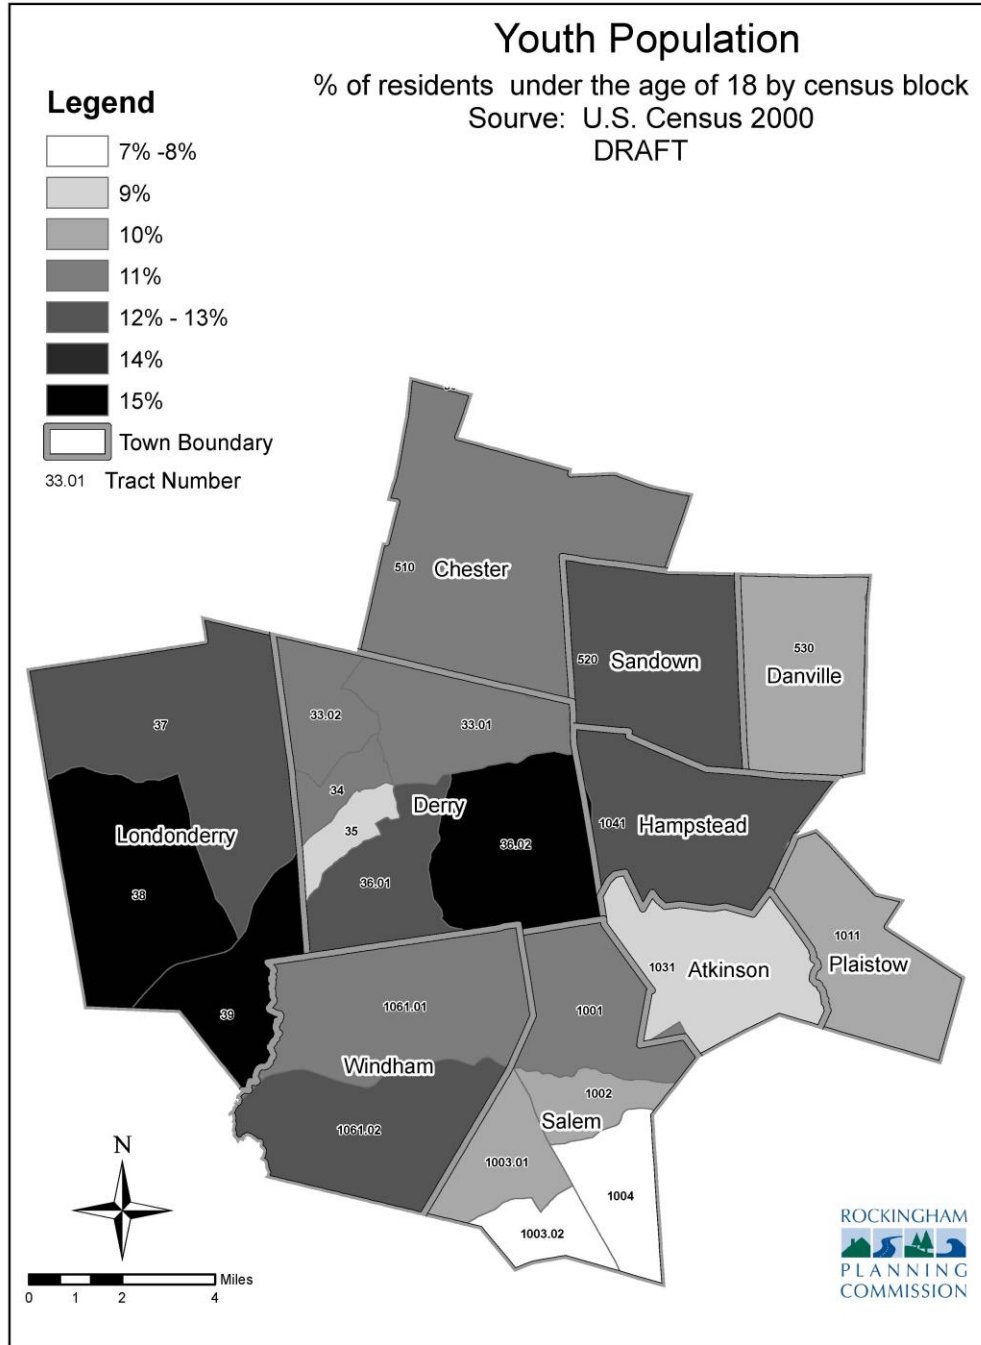 Youth Population
% of residents under the age of 18 by census block
Sourve: U.S. Census 2000
DRAFT
Legend
7% -8%
9%
10%
11%
12% - 13%
14%
15%
Town Boundary
33.01 Tract Number
510 Chester
520 Sandown
530
Danville
37
33.02
33.01
34
35
Derry
36.02
36.01
Londonderry
38
39
1041 Hampstead
1031 Atkinson
1011
Plaistow
1061.01
Windham
1061.02
1001
1002
Salem
1003.01
1004
1003.02
N
0 1 2 4 Miles
ROCKINGHAM
PLANNING
COMMISSION